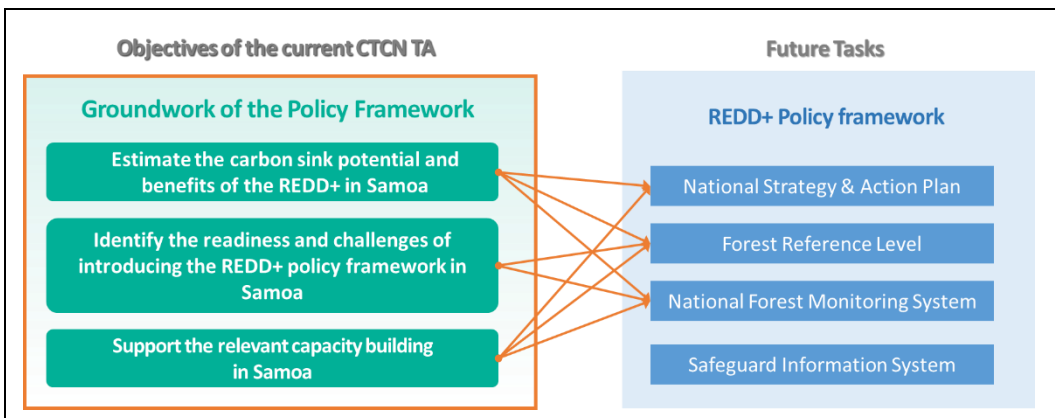 Objectives of the current CTCN TA
Groundwork of the Policy Framework
Estimate the carbon sink potential and
benefits of the REDD+ in Samoa
Identify the readiness and challenges of
introducing the REDD+ policy framework in
Samoa
Support the relevant capacity building
in Samoa
Future Tasks
REDD+ Policy framework
National Strategy & Action Plan
Forest Reference Level
National Forest Monitoring System
Safeguard Information System